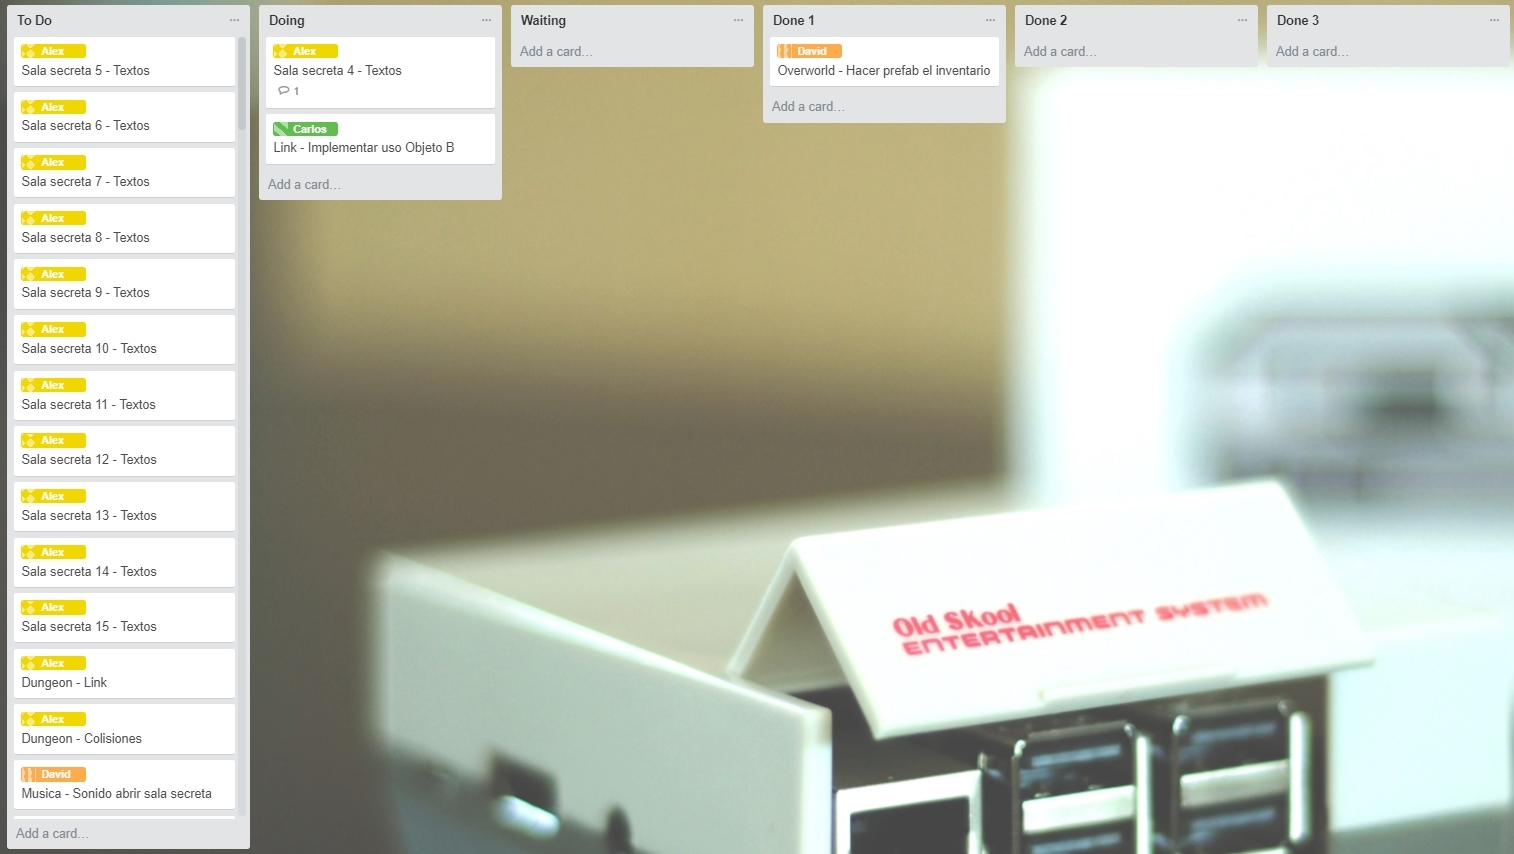 To Do
Alex
Sala secreta 5 - Textos
Alex
Sala secreta 6 - Textos
Alex
Sala secreta 7 - Textos
Alex
Sala secreta 8 - Textos
Alex
Sala secreta 9 - Textos
Alex
Sala secreta 10 - Textos
Alex
Sala secreta 11 - Textos
Alex
Sala secreta 12 - Textos
Alex
Sala secreta 13 - Textos
Alex
Sala secreta 14 - Textos
Alex
Sala secreta 15 - Textos
Alex
Dungeon - Link
Alex
Dungeon - Colisiones
David
Musica - Sonido abrir sala secreta
Add a card...
Doing
Alex
Sala secreta 4 - Textos
1
Carlos
Link - Implementar uso Objeto B
Add a card...
Waiting
Add a card...
Done 1
David
Overworld - Hacer prefab el inventario
Add a card...
Done 2
Add a card...
Done 3
Add a card...
Old Skool
ENTERTAINMENT SYSTEM